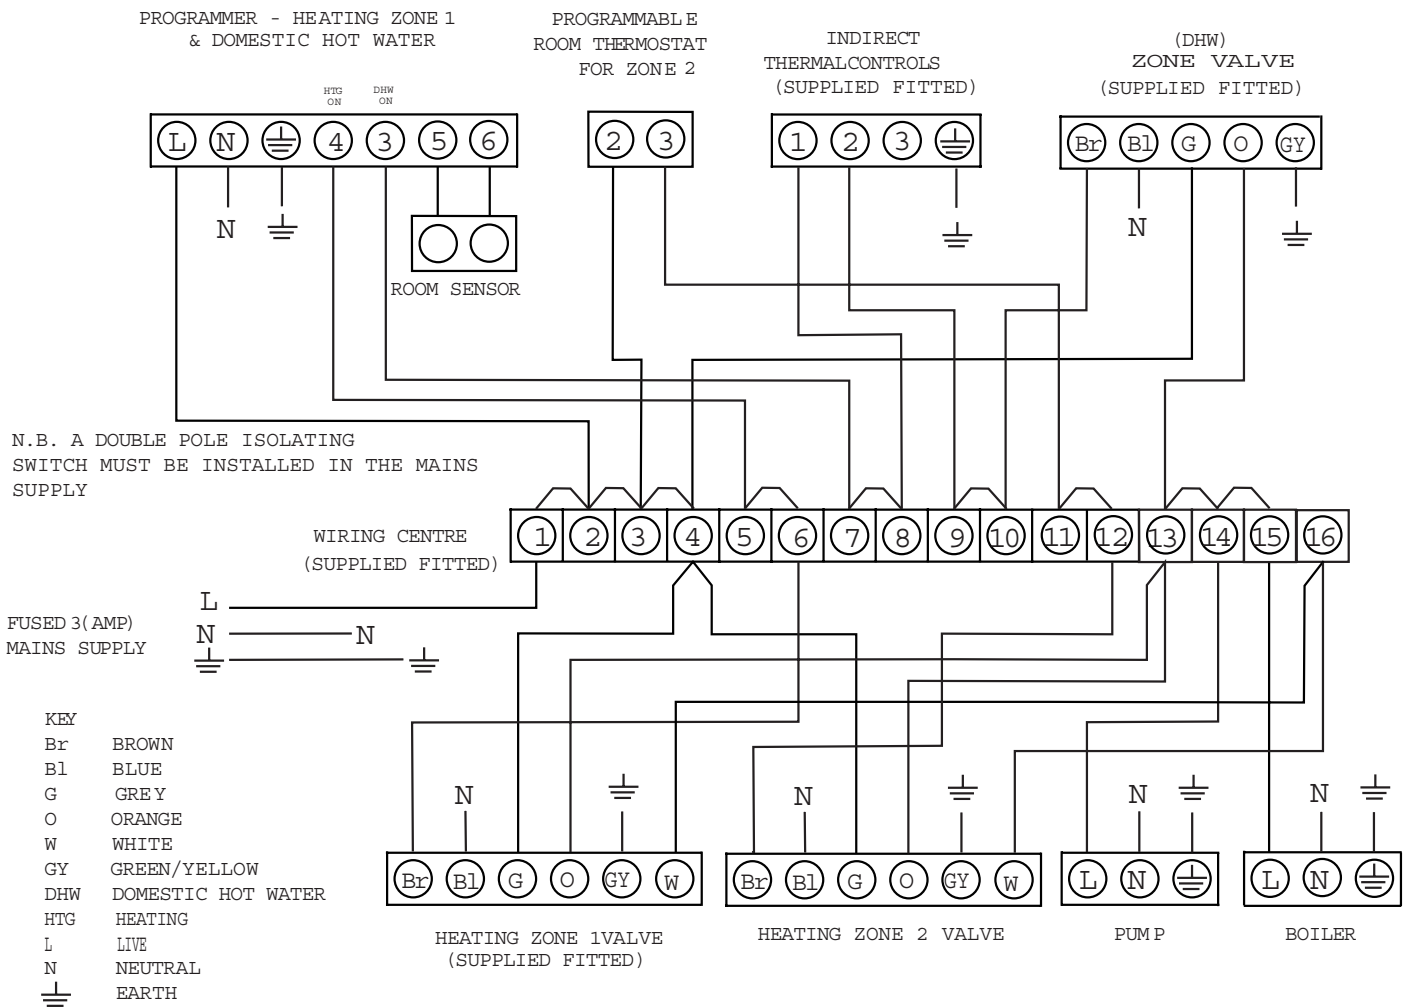 PROGRAMMER - HEATING ZONE 1
& DOMESTIC HOT WATER
PROGRAMMABLE
ROOM THERMOSTAT
FOR ZONE 2
INDIRECT
THERMAL CONTROLS
(SUPPLIED FITTED)
(DHW)
ZONE VALVE
(SUPPLIED FITTED)
HTG
ON
DHW
ON
L N 4 3 5 6
2 3
1 2 3
Br Bl G O GY
N
N
ROOM SENSOR
N.B. A DOUBLE POLE ISOLATING
SWITCH MUST BE INSTALLED IN THE MAINS
SUPPLY
WIRING CENTRE
(SUPPLIED FITTED)
1 2 3 4 5 6 7 8 9 10 11 12 13 14 15 16
FUSED 3(AMP)
MAINS SUPPLY
L
N N
KEY
Br BROWN
Bl BLUE
G GREY
O ORANGE
W WHITE
GY GREEN/YELLOW
DHW DOMESTIC HOT WATER
HTG HEATING
L LIVE
N NEUTRAL
EARTH
N
Br Bl G O GY W
HEATING ZONE 1VALVE
(SUPPLIED FITTED)
N
Br Bl G O GY W
HEATING ZONE 2 VALVE
N
L N
PUMP
N
L N
BOILER